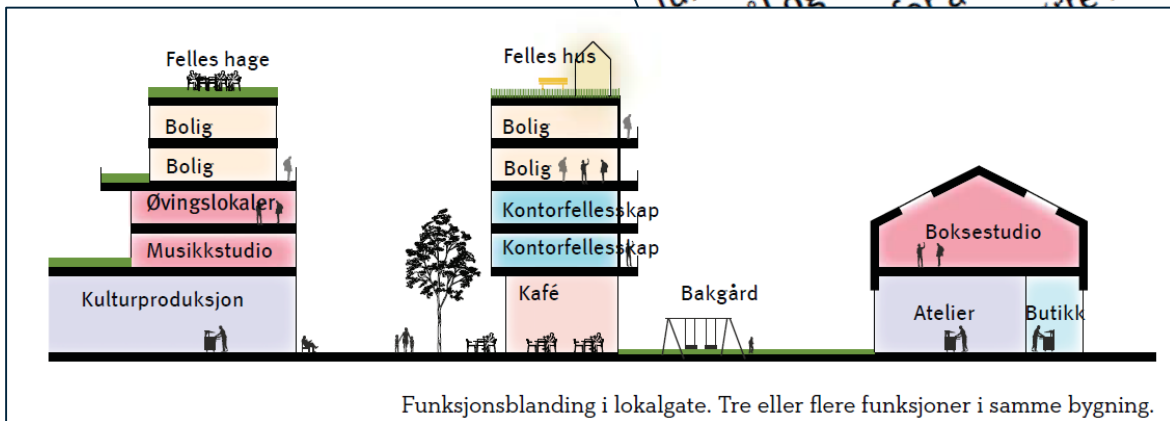 Felles hage
Bolig
Bolig
Øvingslokaler
Musikkstudio
Kulturproduksjon
Felles hus
Bolig
Bolig
Kontorfellesskap
Kontorfellesskap
Kafé
Bakgård
Boksestudio
Atelier Butikk
Funksjonsblanding i lokalgate. Tre eller flere funksjoner i samme bygning.